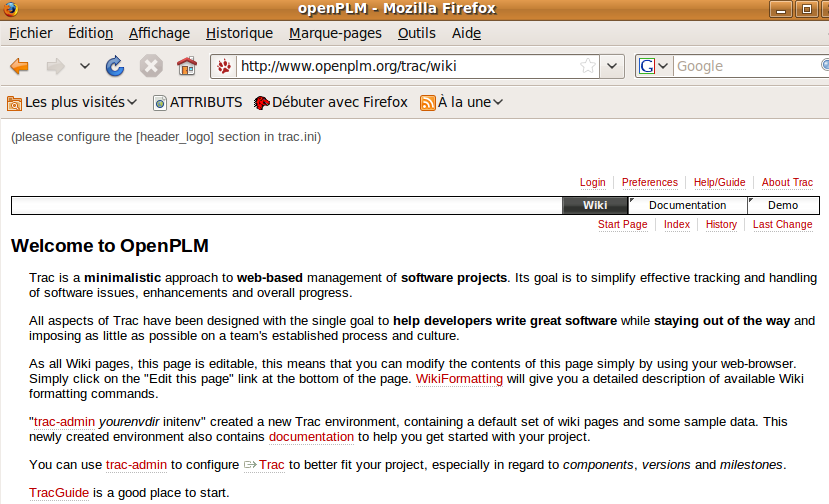 openPLM - Mozilla Firefox
Fichier Édition Affichage Historique Marque-pages Outils Aide
http://www.openplm.org/trac/wiki G Google
Les plus visités ATTRIBUTS Débuter avec Firefox À la une
(please configure the [header_logo] section in trac.ini)
Login Preferences Help/Guide About Trac
Wiki Documentation Demo
Start Page Index History Last Change
Welcome to OpenPLM
Trac is a minimalistic approach to web-based management of software projects. Its goal is to simplify effective tracking and handling
of software issues, enhancements and overall progress.
All aspects of Trac have been designed with the single goal to help developers write great software while staying out of the way and
imposing as little as possible on a team's established process and culture.
As all Wiki pages, this page is editable, this means that you can modify the contents of this page simply by using your web-browser.
Simply click on the "Edit this page" link at the bottom of the page. WikiFormatting will give you a detailed description of available Wiki
formatting commands.
"trac-admin yourenvdir initenv" created a new Trac environment, containing a default set of wiki pages and some sample data. This
newly created environment also contains documentation to help you get started with your project.
You can use trac-admin to configure Trac to better fit your project, especially in regard to components, versions and milestones.
TracGuide is a good place to start.